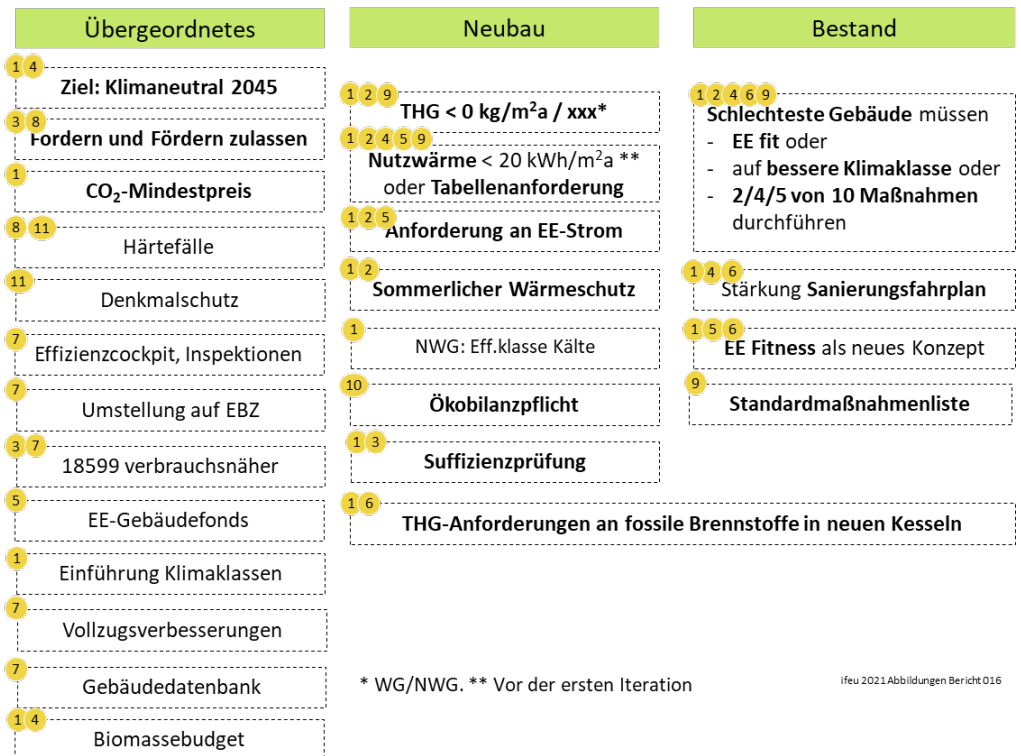 Übergeordnetes
1 4
Ziel: Klimaneutral 2045
3 8
Fordern und Fördern zulassen
1
CO₂-Mindestpreis
8 11
Härtefälle
11
Denkmalschutz
7
Effizienzcockpit, Inspektionen
7
Umstellung auf EBZ
3 7
18599 verbrauchsnäher
5
EE-Gebäudefonds
1
Einführung Klimaklassen
7
Vollzugsverbesserungen
7
Gebäudedatenbank
1 4
Biomassebudget
Neubau
1 2 9
THG < 0 kg/m²a / xxx*
1 2 4 5 9
Nutzwärme < 20 kWh/m²a **
oder Tabellenanforderung
1 2 5
Anforderung an EE-Strom
1 2
Sommerlicher Wärmeschutz
1
NWG: Eff.klasse Kälte
10
Ökobilanzpflicht
1 3
Suffizienzprüfung
Bestand
1 2 4 6 9
Schlechteste Gebäude müssen
- EE fit oder
- auf bessere Klimaklasse oder
- 2/4/5 von 10 Maßnahmen
durchführen
1 4 6
Stärkung Sanierungsfahrplan
1 5 6
EE Fitness als neues Konzept
9
Standardmaßnahmenliste
1 6
THG-Anforderungen an fossile Brennstoffe in neuen Kesseln
* WG/NWG. ** Vor der ersten Iteration
ifeu 2021 Abbildungen Bericht 016